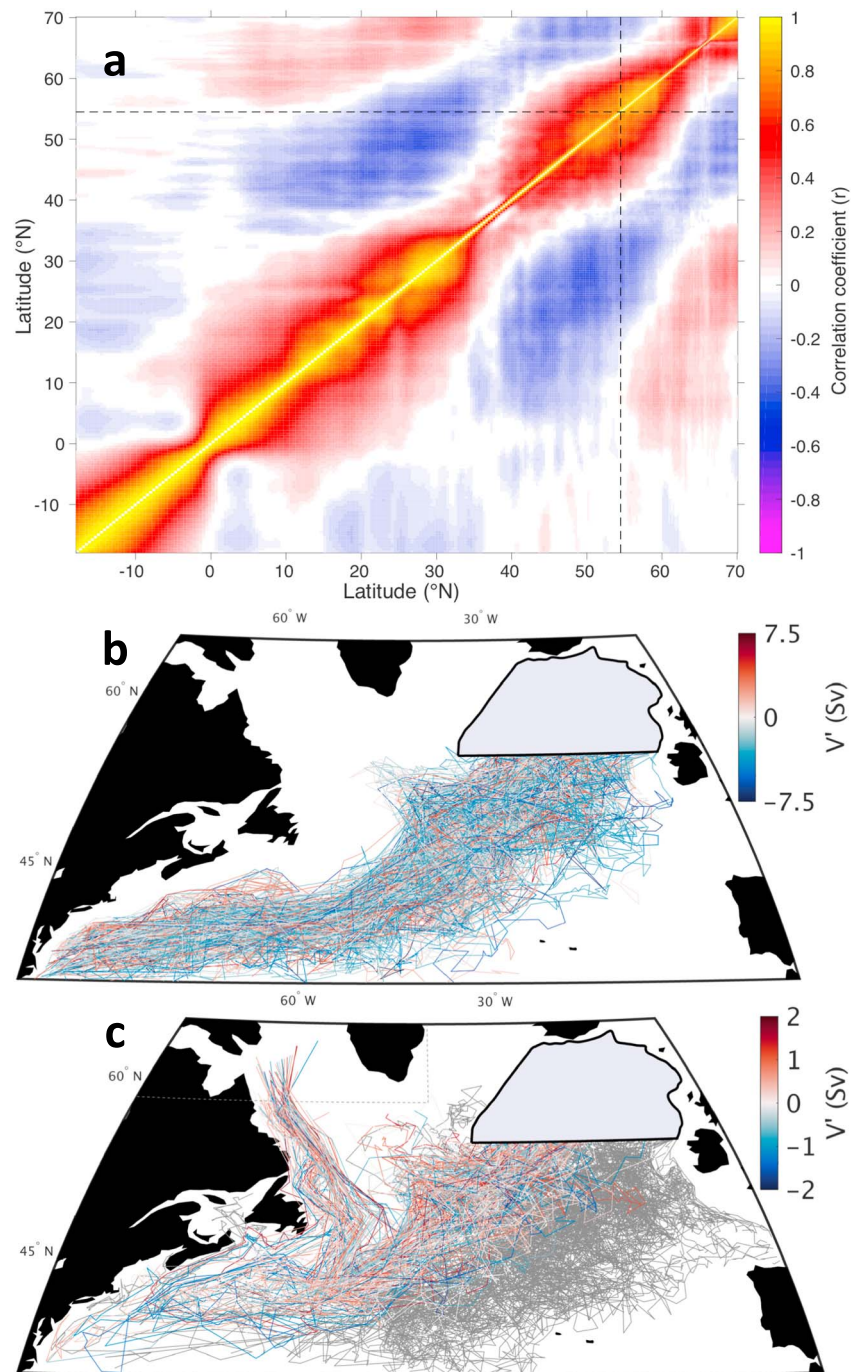 a
70
60
50
40
30
20
10
0
-10
Latitude (°N)
-10 0 10 20 30 40 50 60 70
Latitude (°N)
1
0.8
0.6
0.4
0.2
0
-0.2
-0.4
-0.6
-0.8
-1
Correlation coefficient (r)
b
60° W 30° W
60° N
45° N
7.5
0
−7.5
V' (Sv)
c
60° W 30° W
60° N
45° N
2
1
0
−1
−2
V' (Sv)